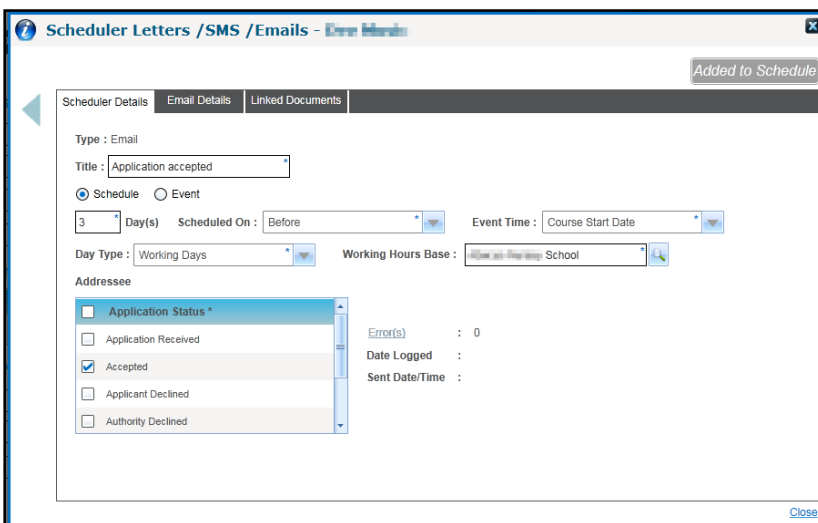 Scheduler Letters /SMS /Emails -
Added to Schedule
Scheduler Details Email Details Linked Documents
Type : Email
Title : Application accepted *
Schedule Event
3 * Day(s) Scheduled On : Before * Event Time : Course Start Date *
Day Type : Working Days * Working Hours Base : School *
Addressee
Application Status *
Application Received
Accepted
Applicant Declined
Authority Declined
Error(s) : 0
Date Logged :
Sent Date/Time :
Close